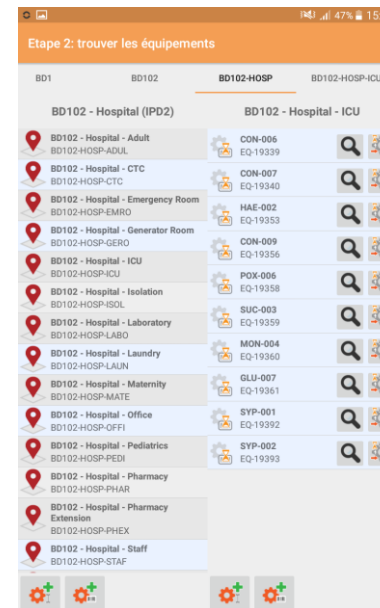 47% 15
Etape 2: trouver les équipements
BD1 BD102 BD102-HOSP BD102-HOSP-ICU
BD102 - Hospital (IPD2)
BD102 - Hospital - Adult
BD102-HOSP-ADUL
BD102 - Hospital - CTC
BD102-HOSP-CTC
BD102 - Hospital - Emergency Room
BD102-HOSP-EMRO
BD102 - Hospital - Generator Room
BD102-HOSP-GERO
BD102 - Hospital - ICU
BD102-HOSP-ICU
BD102 - Hospital - Isolation
BD102-HOSP-ISOL
BD102 - Hospital - Laboratory
BD102-HOSP-LABO
BD102 - Hospital - Laundry
BD102-HOSP-LAUN
BD102 - Hospital - Maternity
BD102-HOSP-MATE
BD102 - Hospital - Office
BD102-HOSP-OFFI
BD102 - Hospital - Pediatrics
BD102-HOSP-PEDI
BD102 - Hospital - Pharmacy
BD102-HOSP-PHAR
BD102 - Hospital - Pharmacy
Extension
BD102-HOSP-PHEX
BD102 - Hospital - Staff
BD102-HOSP-STAF
BD102 - Hospital - ICU
CON-006
EQ-19339
CON-007
EQ-19340
HAE-002
EQ-19353
CON-009
EQ-19356
POX-006
EQ-19358
SUC-003
EQ-19359
MON-004
EQ-19360
GLU-007
EQ-19361
SYP-001
EQ-19392
SYP-002
EQ-19393